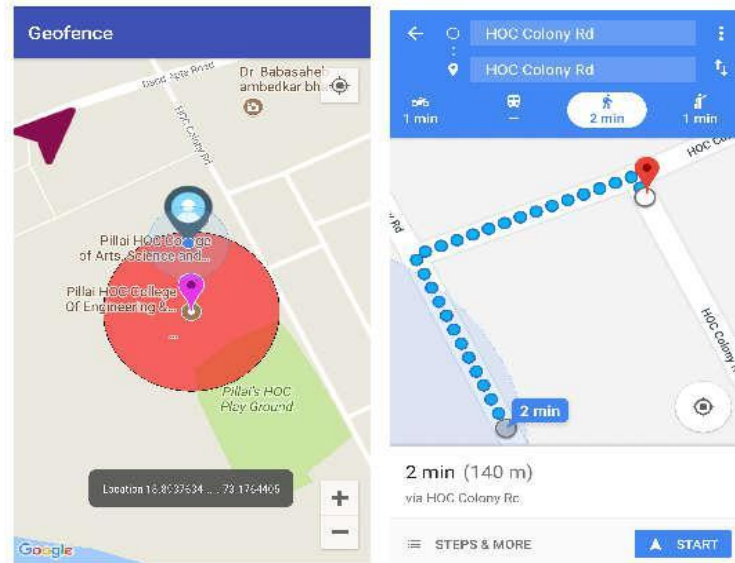 Geofence
Dr. Babasaheb
ambedkar bha
HOC Colony Rd
Pillai HOC College
of Arts, Science and...
Pillai HOC College
Of Engineering &...
...
Pillai's HOC
Play Ground
Location
+
−
Google
HOC Colony Rd
HOC Colony Rd
1 min
—
2 min
1 min
HOC Co
y Rd
HOC Colony R
2 min
2 min (140 m)
via HOC Colony Rd
STEPS & MORE
START